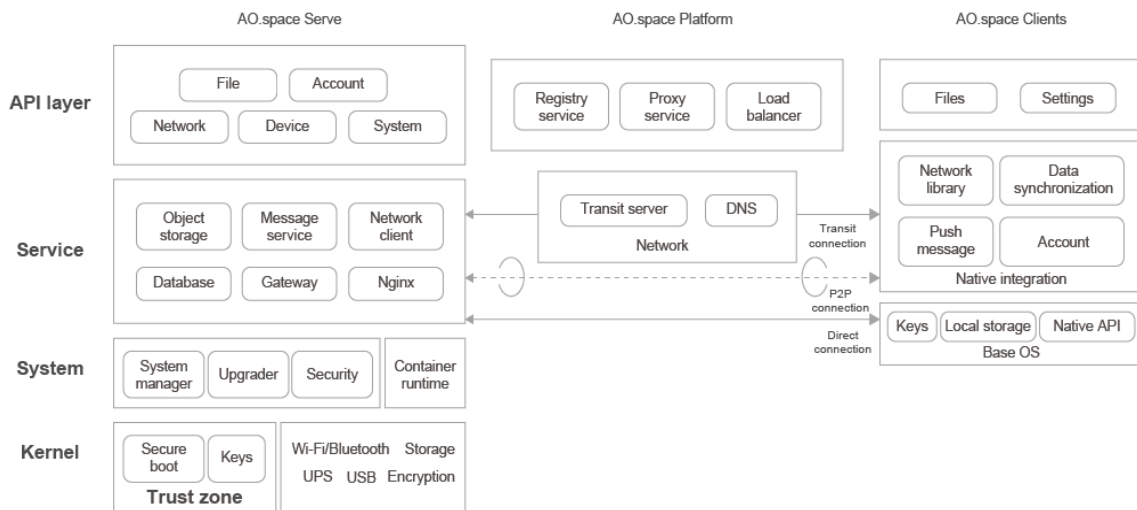 AO.space Serve
AO.space Platform
AO.space Clients
API layer
File
Account
Network
Device
System
Registry
service
Proxy
service
Load
balancer
Files
Settings
Service
Object
storage
Message
service
Network
client
Database
Gateway
Nginx
Transit server
DNS
Network
Transit
connection
P2P
connection
Direct
connection
Network
library
Data
synchronization
Push
message
Account
Native integration
Keys
Local storage
Native API
Base OS
System
System
manager
Upgrader
Security
Container
runtime
Kernel
Secure
boot
Keys
Trust zone
Wi-Fi/Bluetooth
Storage
UPS
USB
Encryption